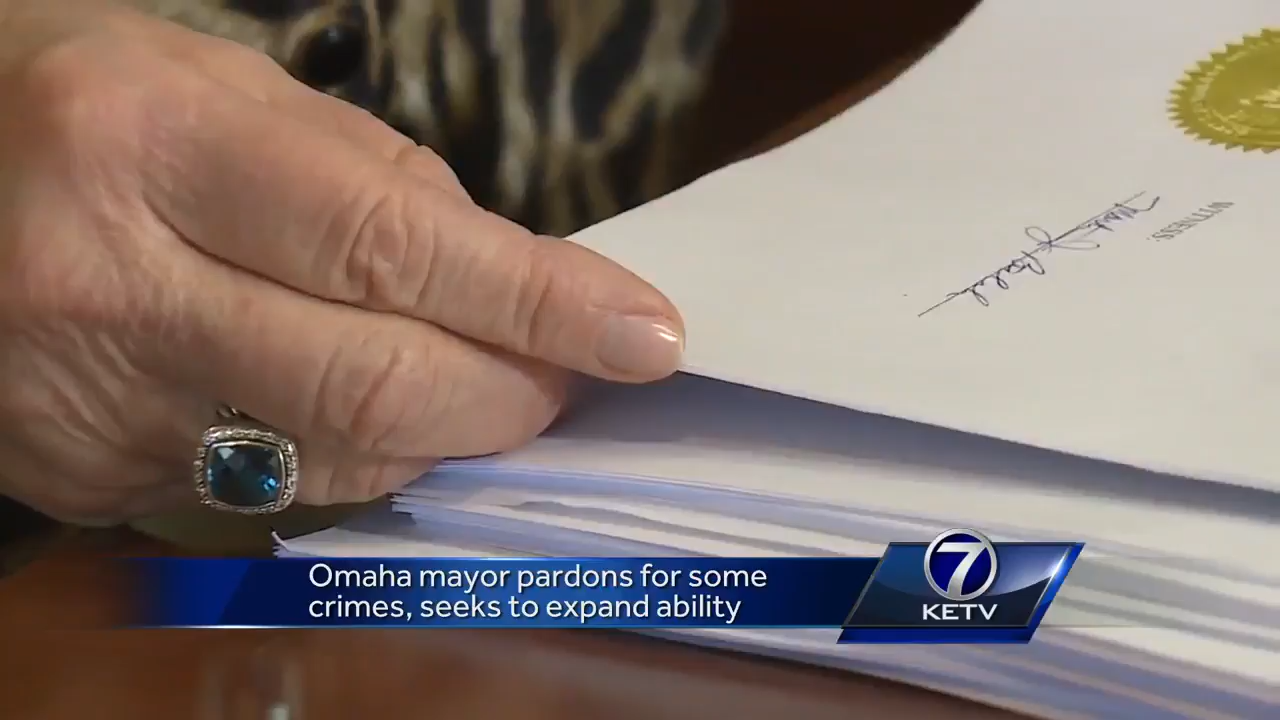 WITNESS:
Omaha mayor pardons for some
crimes, seeks to expand ability
7
KETV